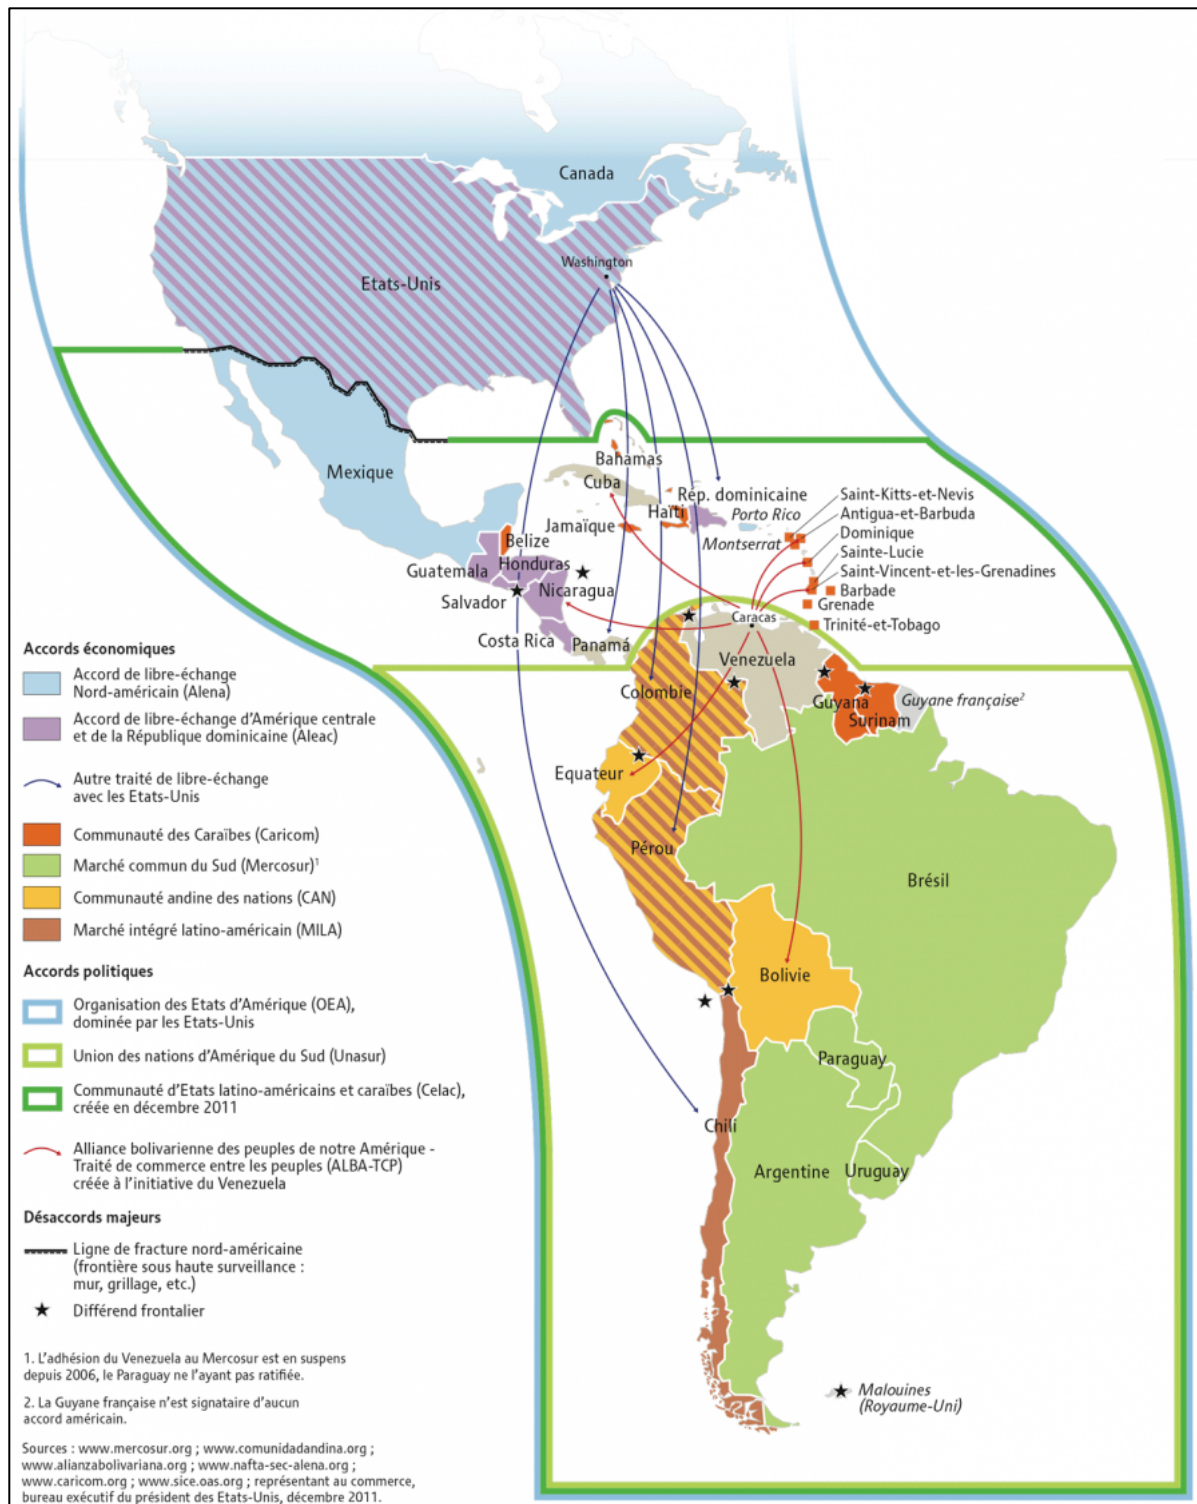 Canada
Washington
Etats-Unis
Mexique
Bahamas
Cuba
Rép. dominicaine
Haïti
Porto Rico
Jamaïque
Montserrat
Belize
Honduras
Guatemala
Nicaragua
Salvador
Costa Rica
Panamá
Saint-Kitts-et-Nevis
Antigua-et-Barbuda
Dominique
Sainte-Lucie
Saint-Vincent-et-les-Grenadines
Barbade
Grenade
Trinité-et-Tobago
Caracas
Venezuela
Colombie
Guyana
Surinam
Guyane française²
Equateur
Pérou
Brésil
Bolivie
Paraguay
Chili
Argentine
Uruguay
Malouines
(Royaume-Uni)
Accords économiques
Accord de libre-échange
Nord-américain (Alena)
Accord de libre-échange d'Amérique centrale
et de la République dominicaine (Aleac)
Autre traité de libre-échange
avec les Etats-Unis
Communauté des Caraïbes (Caricom)
Marché commun du Sud (Mercosur)¹
Communauté andine des nations (CAN)
Marché intégré latino-américain (MILA)
Accords politiques
Organisation des Etats d'Amérique (OEA),
dominée par les Etats-Unis
Union des nations d'Amérique du Sud (Unasur)
Communauté d'Etats latino-américains et caraïbes (Celac),
créée en décembre 2011
Alliance bolivarienne des peuples de notre Amérique -
Traité de commerce entre les peuples (ALBA-TCP)
créée à l'initiative du Venezuela
Désaccords majeurs
Ligne de fracture nord-américaine
(frontière sous haute surveillance :
mur, grillage, etc.)
Différend frontalier
1. L'adhésion du Venezuela au Mercosur est en suspens
depuis 2006, le Paraguay ne l'ayant pas ratifiée.
2. La Guyane française n'est signataire d'aucun
accord américain.
Sources : www.mercosur.org ; www.comunidadandina.org ;
www.alianzabolivariana.org ; www.nafta-sec-alena.org ;
www.caricom.org ; www.sice.oas.org ; représentant au commerce,
bureau exécutif du président des Etats-Unis, décembre 2011.